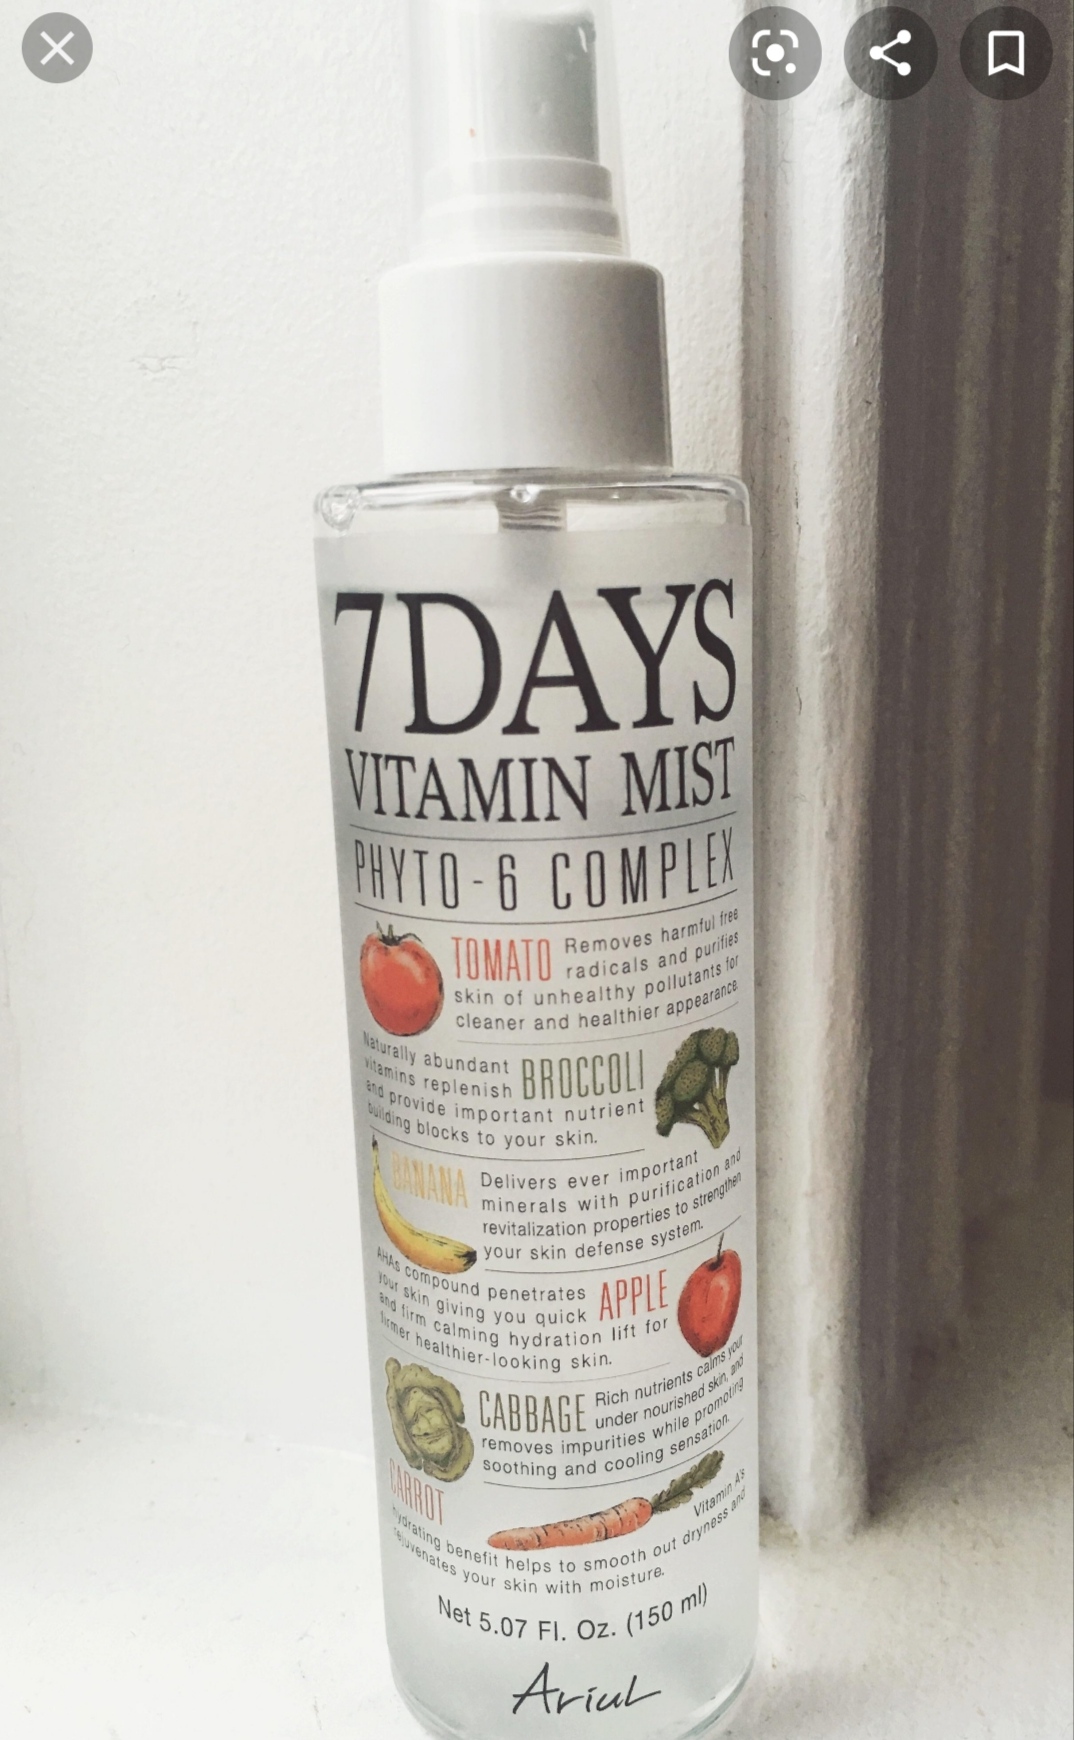 7DAYS
VITAMIN MIST
PHYTO-6 COMPLEX
TOMATO Removes harmful free
radicals and purifies
skin of unhealthy pollutants for
cleaner and healthier appearance.
Naturally abundant
vitamins replenish BROCCOLI
and provide important nutrient
building blocks to your skin.
BANANA Delivers ever important
minerals with purification and
revitalization properties to strengthen
your skin defense system.
AHAs compound penetrates
your skin giving you quick APPLE
and firm calming hydration lift for
firmer healthier-looking skin.
CABBAGE Rich nutrients calms your
under nourished skin, and
removes impurities while promoting
soothing and cooling sensation.
CARROT
Vitamin A's
hydrating benefit helps to smooth out dryness and
rejuvenates your skin with moisture.
Net 5.07 Fl. Oz. (150 ml)
Ariul